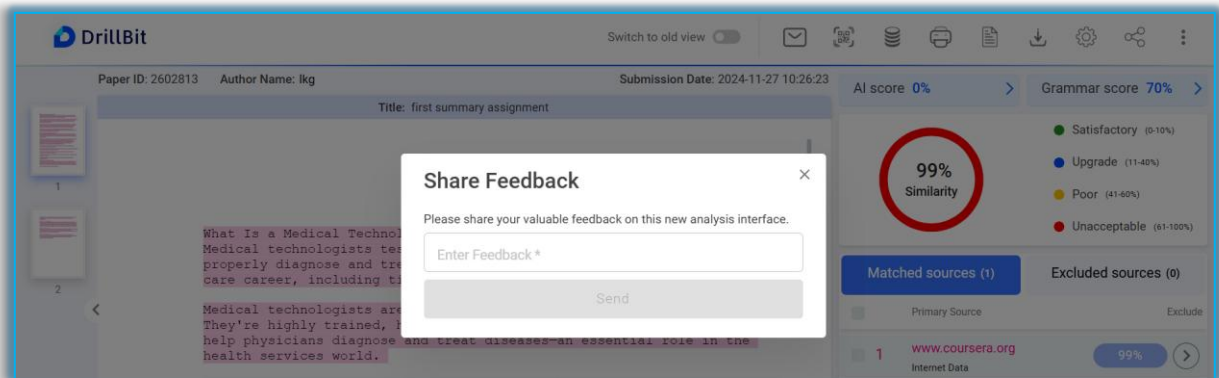 DrillBit
Switch to old view
Paper ID: 2602813 Author Name: lkg Submission Date: 2024-11-27 10:26:23
Title: first summary assignment
1
2
What Is a Medical Technol
Medical technologists tes
properly diagnose and tre
care career, including ti
Medical technologists are
They're highly trained, h
help physicians diagnose and treat diseases—an essential role in the
health services world.
Share Feedback
Please share your valuable feedback on this new analysis interface.
Enter Feedback *
Send
AI score 0%
Grammar score 70%
99%
Similarity
Satisfactory (0-10%)
Upgrade (11-40%)
Poor (41-60%)
Unacceptable (61-100%)
Matched sources (1) Excluded sources (0)
Primary Source Exclude
1 www.coursera.org 99%
Internet Data